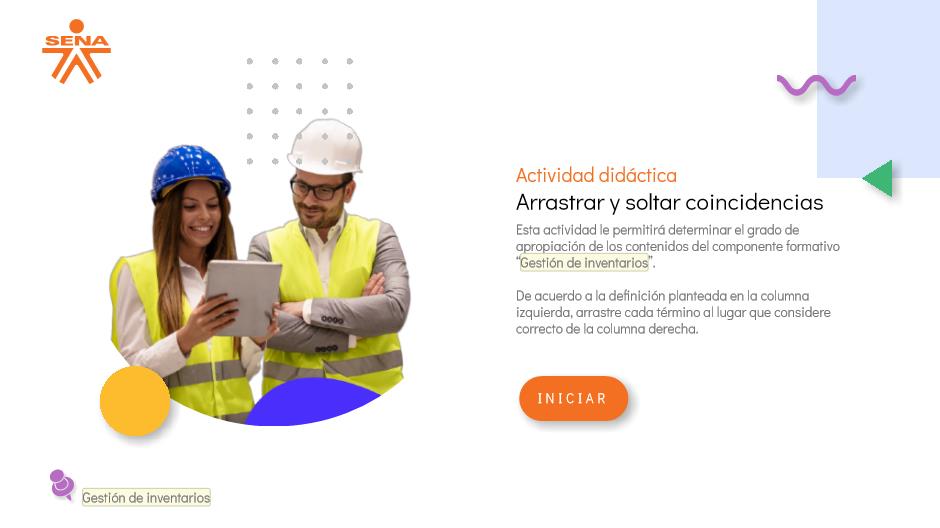 SENA
Actividad didáctica
Arrastrar y soltar coincidencias
Esta actividad le permitirá determinar el grado de
apropiación de los contenidos del componente formativo
“Gestión de inventarios”.
De acuerdo a la definición planteada en la columna
izquierda, arrastre cada término al lugar que considere
correcto de la columna derecha.
INICIAR
Gestión de inventarios